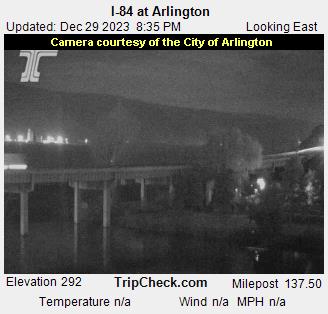 I-84 at Arlington
Updated: Dec 29 2023 8:35 PM Looking East
Camera courtesy of the City of Arlington
Elevation 292 TripCheck.com Milepost 137.50
Temperature n/a Wind n/a MPH n/a